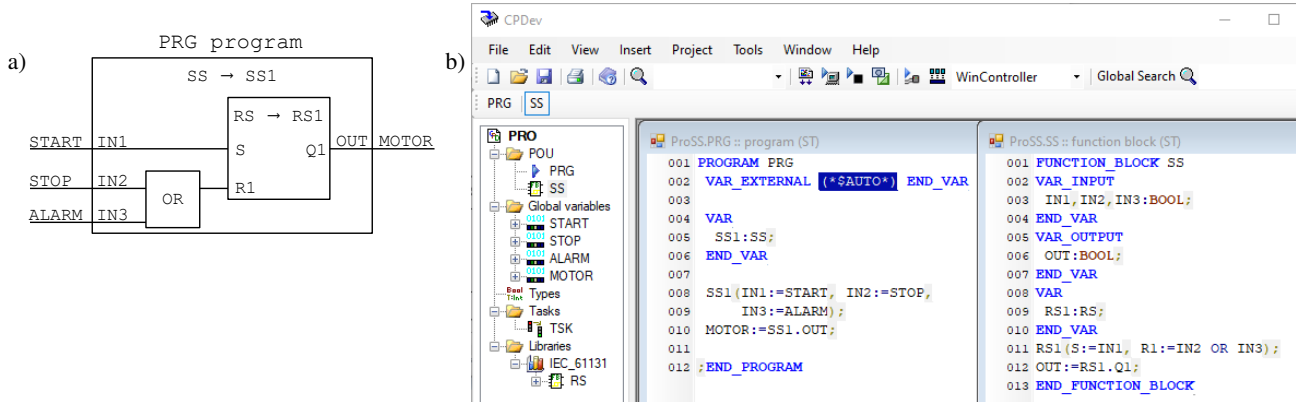 a)
PRG program
SS → SS1
RS → RS1
START IN1 S Q1 OUT MOTOR
STOP IN2 R1
OR
ALARM IN3
b)
CPDev
File Edit View Insert Project Tools Window Help
WinController Global Search
PRG SS
PRO
POU
PRG
SS
Global variables
START
STOP
ALARM
MOTOR
Types
Tasks
TSK
Libraries
IEC_61131
RS
ProSS.PRG :: program (ST)
001 PROGRAM PRG
002 VAR_EXTERNAL (*$AUTO*) END_VAR
003
004 VAR
005 SS1:SS;
006 END_VAR
007
008 SS1(IN1:=START, IN2:=STOP,
009 IN3:=ALARM);
010 MOTOR:=SS1.OUT;
011
012 ;END_PROGRAM
ProSS.SS :: function block (ST)
001 FUNCTION_BLOCK SS
002 VAR_INPUT
003 IN1,IN2,IN3:BOOL;
004 END_VAR
005 VAR_OUTPUT
006 OUT:BOOL;
007 END_VAR
008 VAR
009 RS1:RS;
010 END_VAR
011 RS1(S:=IN1, R1:=IN2 OR IN3);
012 OUT:=RS1.Q1;
013 END_FUNCTION_BLOCK